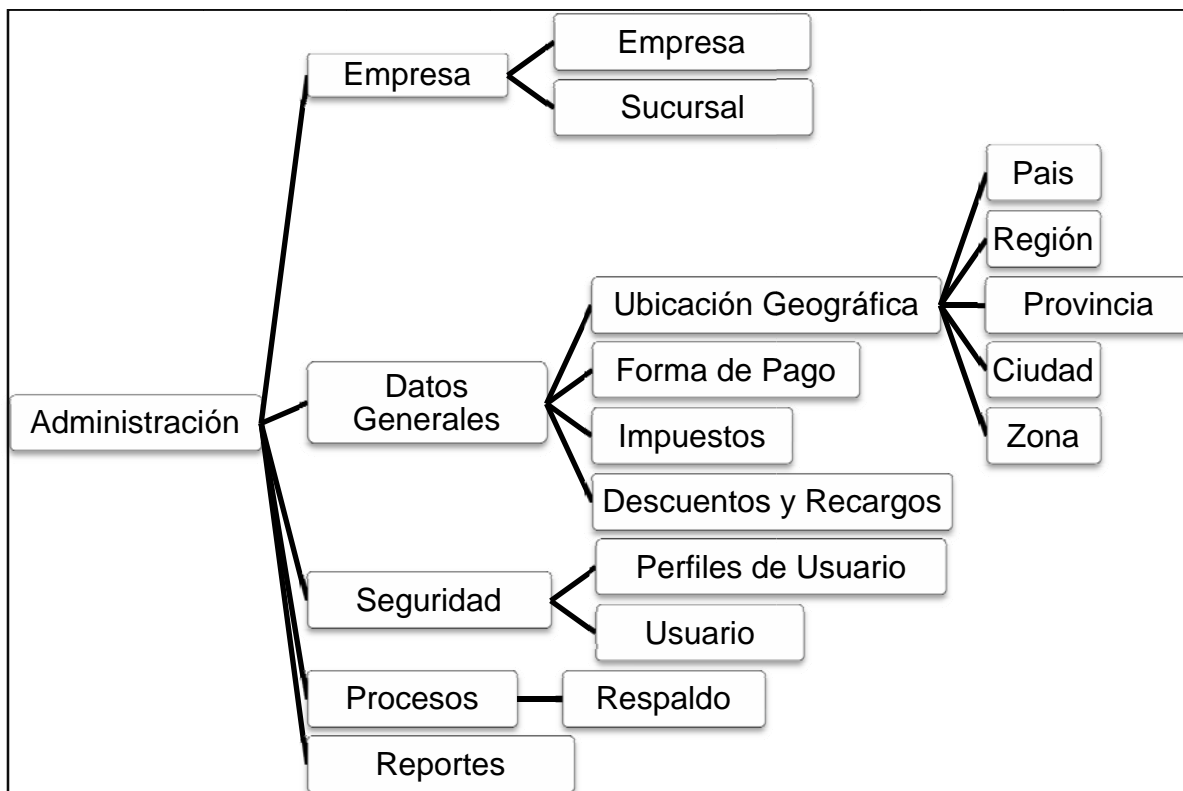 Administración
Empresa
Empresa
Sucursal
Datos
Generales
Ubicación Geográfica
Pais
Región
Provincia
Ciudad
Zona
Forma de Pago
Impuestos
Descuentos y Recargos
Seguridad
Perfiles de Usuario
Usuario
Procesos
Respaldo
Reportes